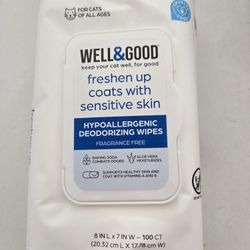 FOR CATS
OF ALL AGES
WELL&GOOD
keep your cat well, for good
freshen up
coats with
sensitive skin
HYPOALLERGENIC
DEODORIZING WIPES
FRAGRANCE FREE
BAKING SODA
COMBATS ODORS
ALOE VERA
MOISTURIZES
SUPPORTS HEALTHY SKIN AND
COAT WITH VITAMINS A AND E
8 IN L x 7 IN W – 100 CT
(20.32 cm L X 17.78 cm W)